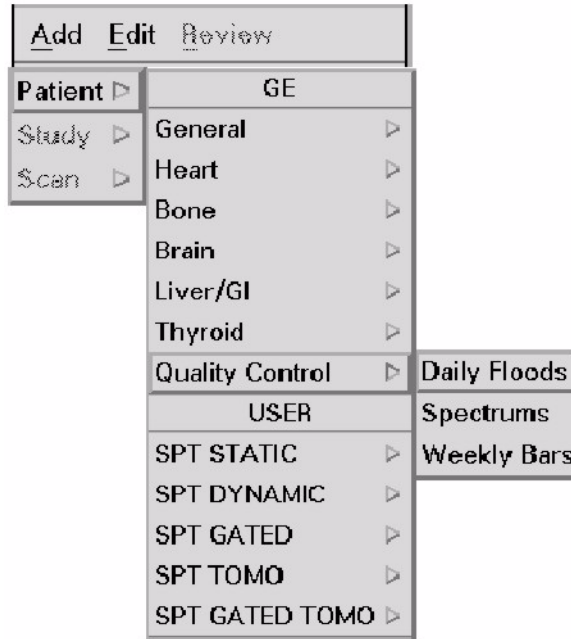 Add Edit Review
Patient
Study
Scan
GE
General
Heart
Bone
Brain
Liver/GI
Thyroid
Quality Control
USER
SPT STATIC
SPT DYNAMIC
SPT GATED
SPT TOMO
SPT GATED TOMO
Daily Floods
Spectrums
Weekly Bars